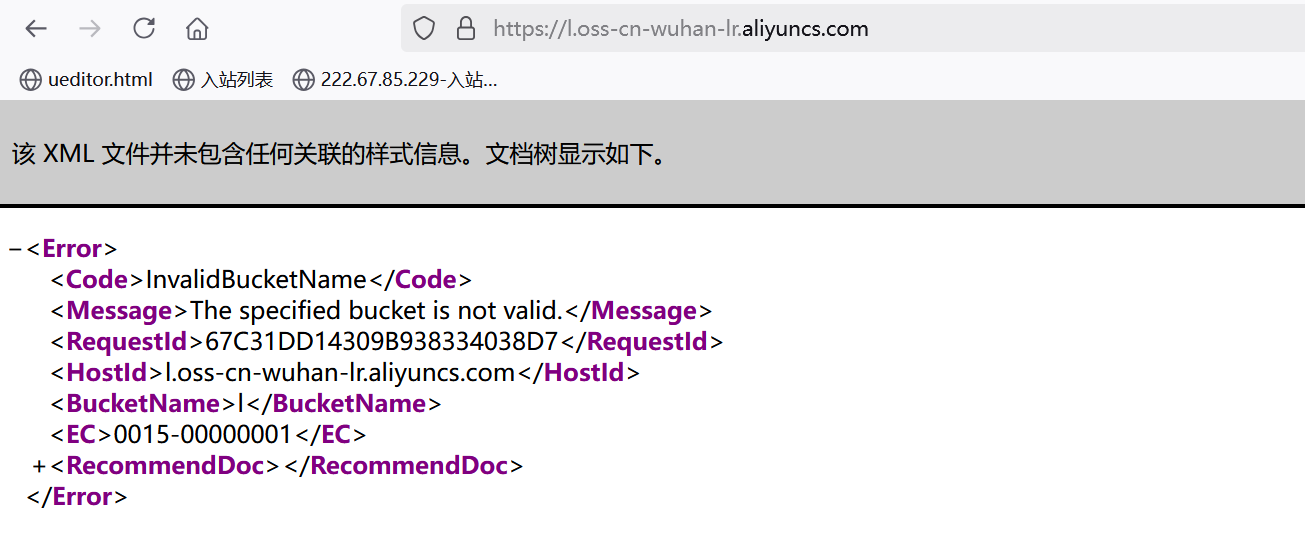 https://l.oss-cn-wuhan-lr.aliyuncs.com
ueditor.html 入站列表 222.67.85.229-入站...
该 XML 文件并未包含任何关联的样式信息。文档树显示如下。
−<Error>
<Code>InvalidBucketName</Code>
<Message>The specified bucket is not valid.</Message>
<RequestId>67C31DD14309B938334038D7</RequestId>
<HostId>l.oss-cn-wuhan-lr.aliyuncs.com</HostId>
<BucketName>l</BucketName>
<EC>0015-00000001</EC>
+<RecommendDoc></RecommendDoc>
</Error>